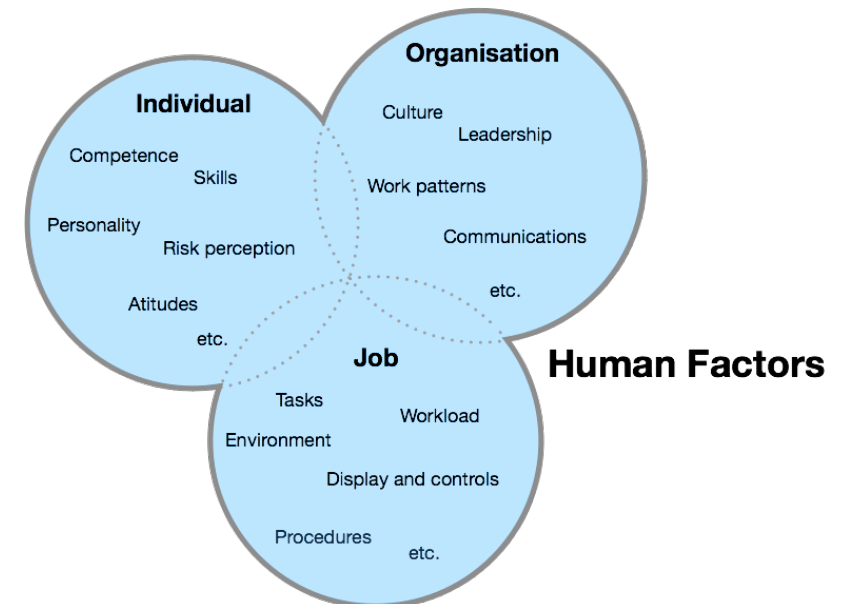 Organisation
Culture
Leadership
Work patterns
Communications
etc.
Individual
Competence
Skills
Personality
Risk perception
Atitudes
etc.
Job
Tasks
Workload
Environment
Display and controls
Procedures
etc.
Human Factors